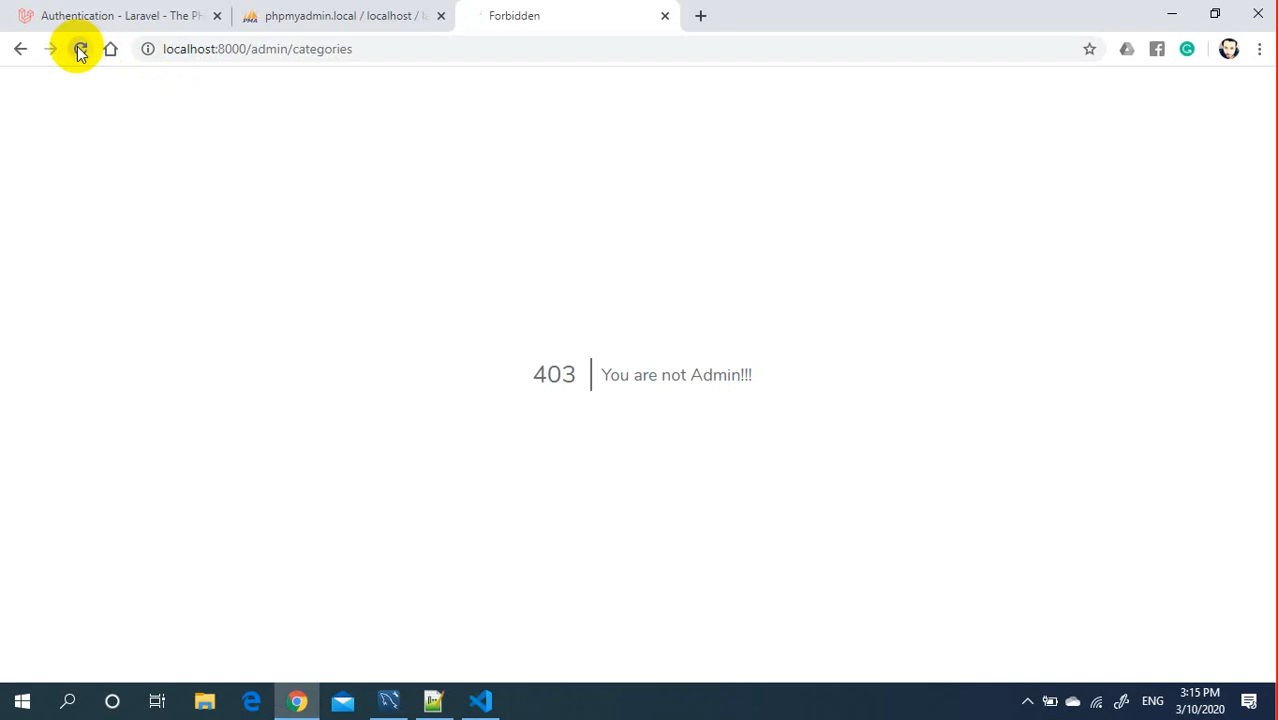 Authentication - Laravel - The PH
phpmyadmin.local / localhost / la
Forbidden
localhost:8000/admin/categories
403 You are not Admin!!!
ENG
3:15 PM
3/10/2020